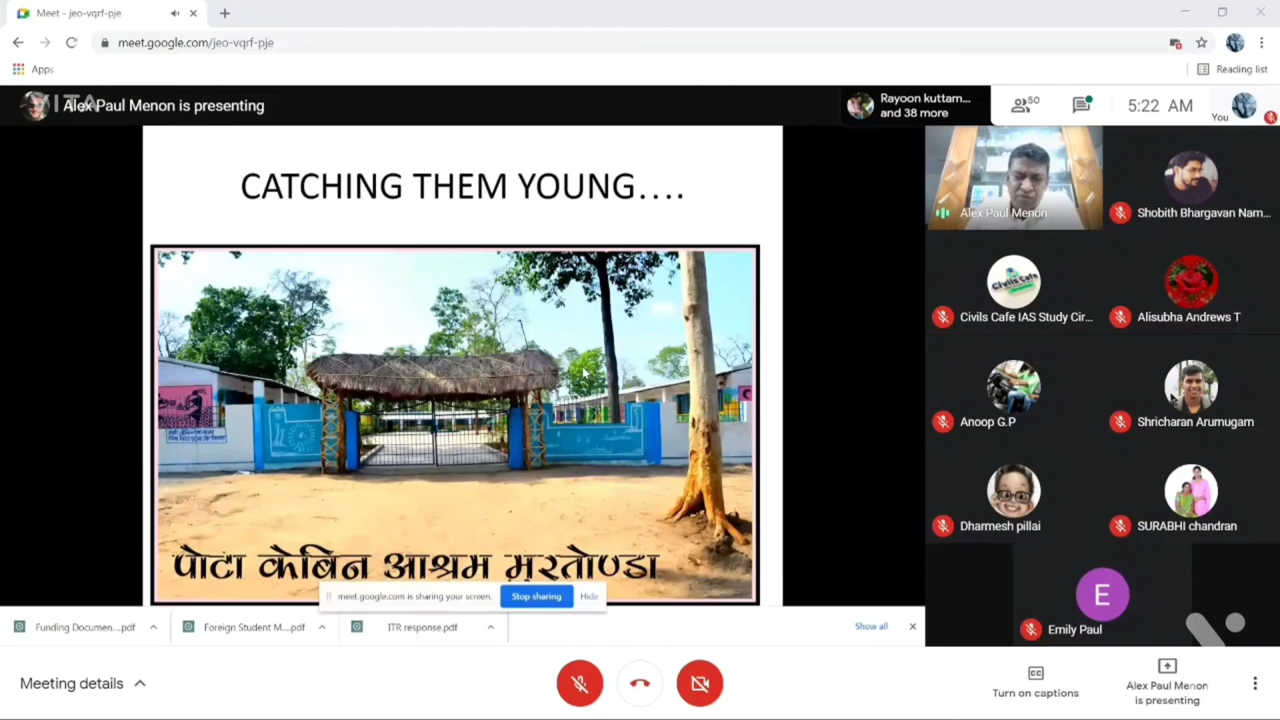 Meet - jeo-vqrf-pje
meet.google.com/jeo-vqrf-pje
Apps
Reading list
VITA
Alex Paul Menon is presenting
Rayoon kuttam...
and 38 more
50
5:22 AM
You
CATCHING THEM YOUNG....
पोटा केबिन आश्रम मुरतोण्डा
meet.google.com is sharing your screen.
Stop sharing
Hide
Alex Paul Menon
Shobith Bhargavan Nam...
Civils Cafe
Civils Cafe IAS Study Cir...
Alisubha Andrews T
Anoop G.P
Shricharan Arumugam
Dharmesh pillai
SURABHI chandran
E
Emily Paul
Funding Documen....pdf
Foreign Student M....pdf
ITR response.pdf
Show all
Meeting details
Turn on captions
Alex Paul Menon
is presenting